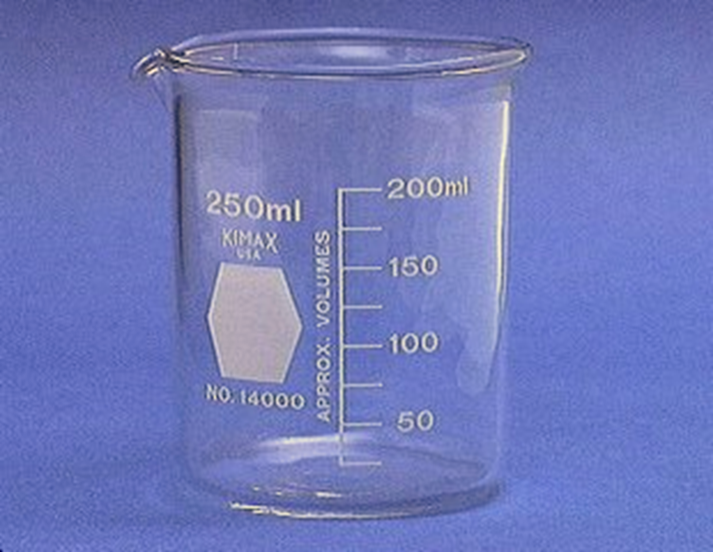 250ml
KIMAX
USA
NO. 14000
APPROX. VOLUMES
200ml
150
100
50